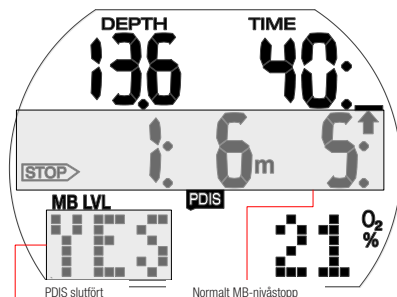 DEPTH TIME
13.6 40:
STOP 1: 6m 5:
MB LVL PDIS
YES 21 O₂ %
PDIS slutfört Normalt MB-nivåstopp